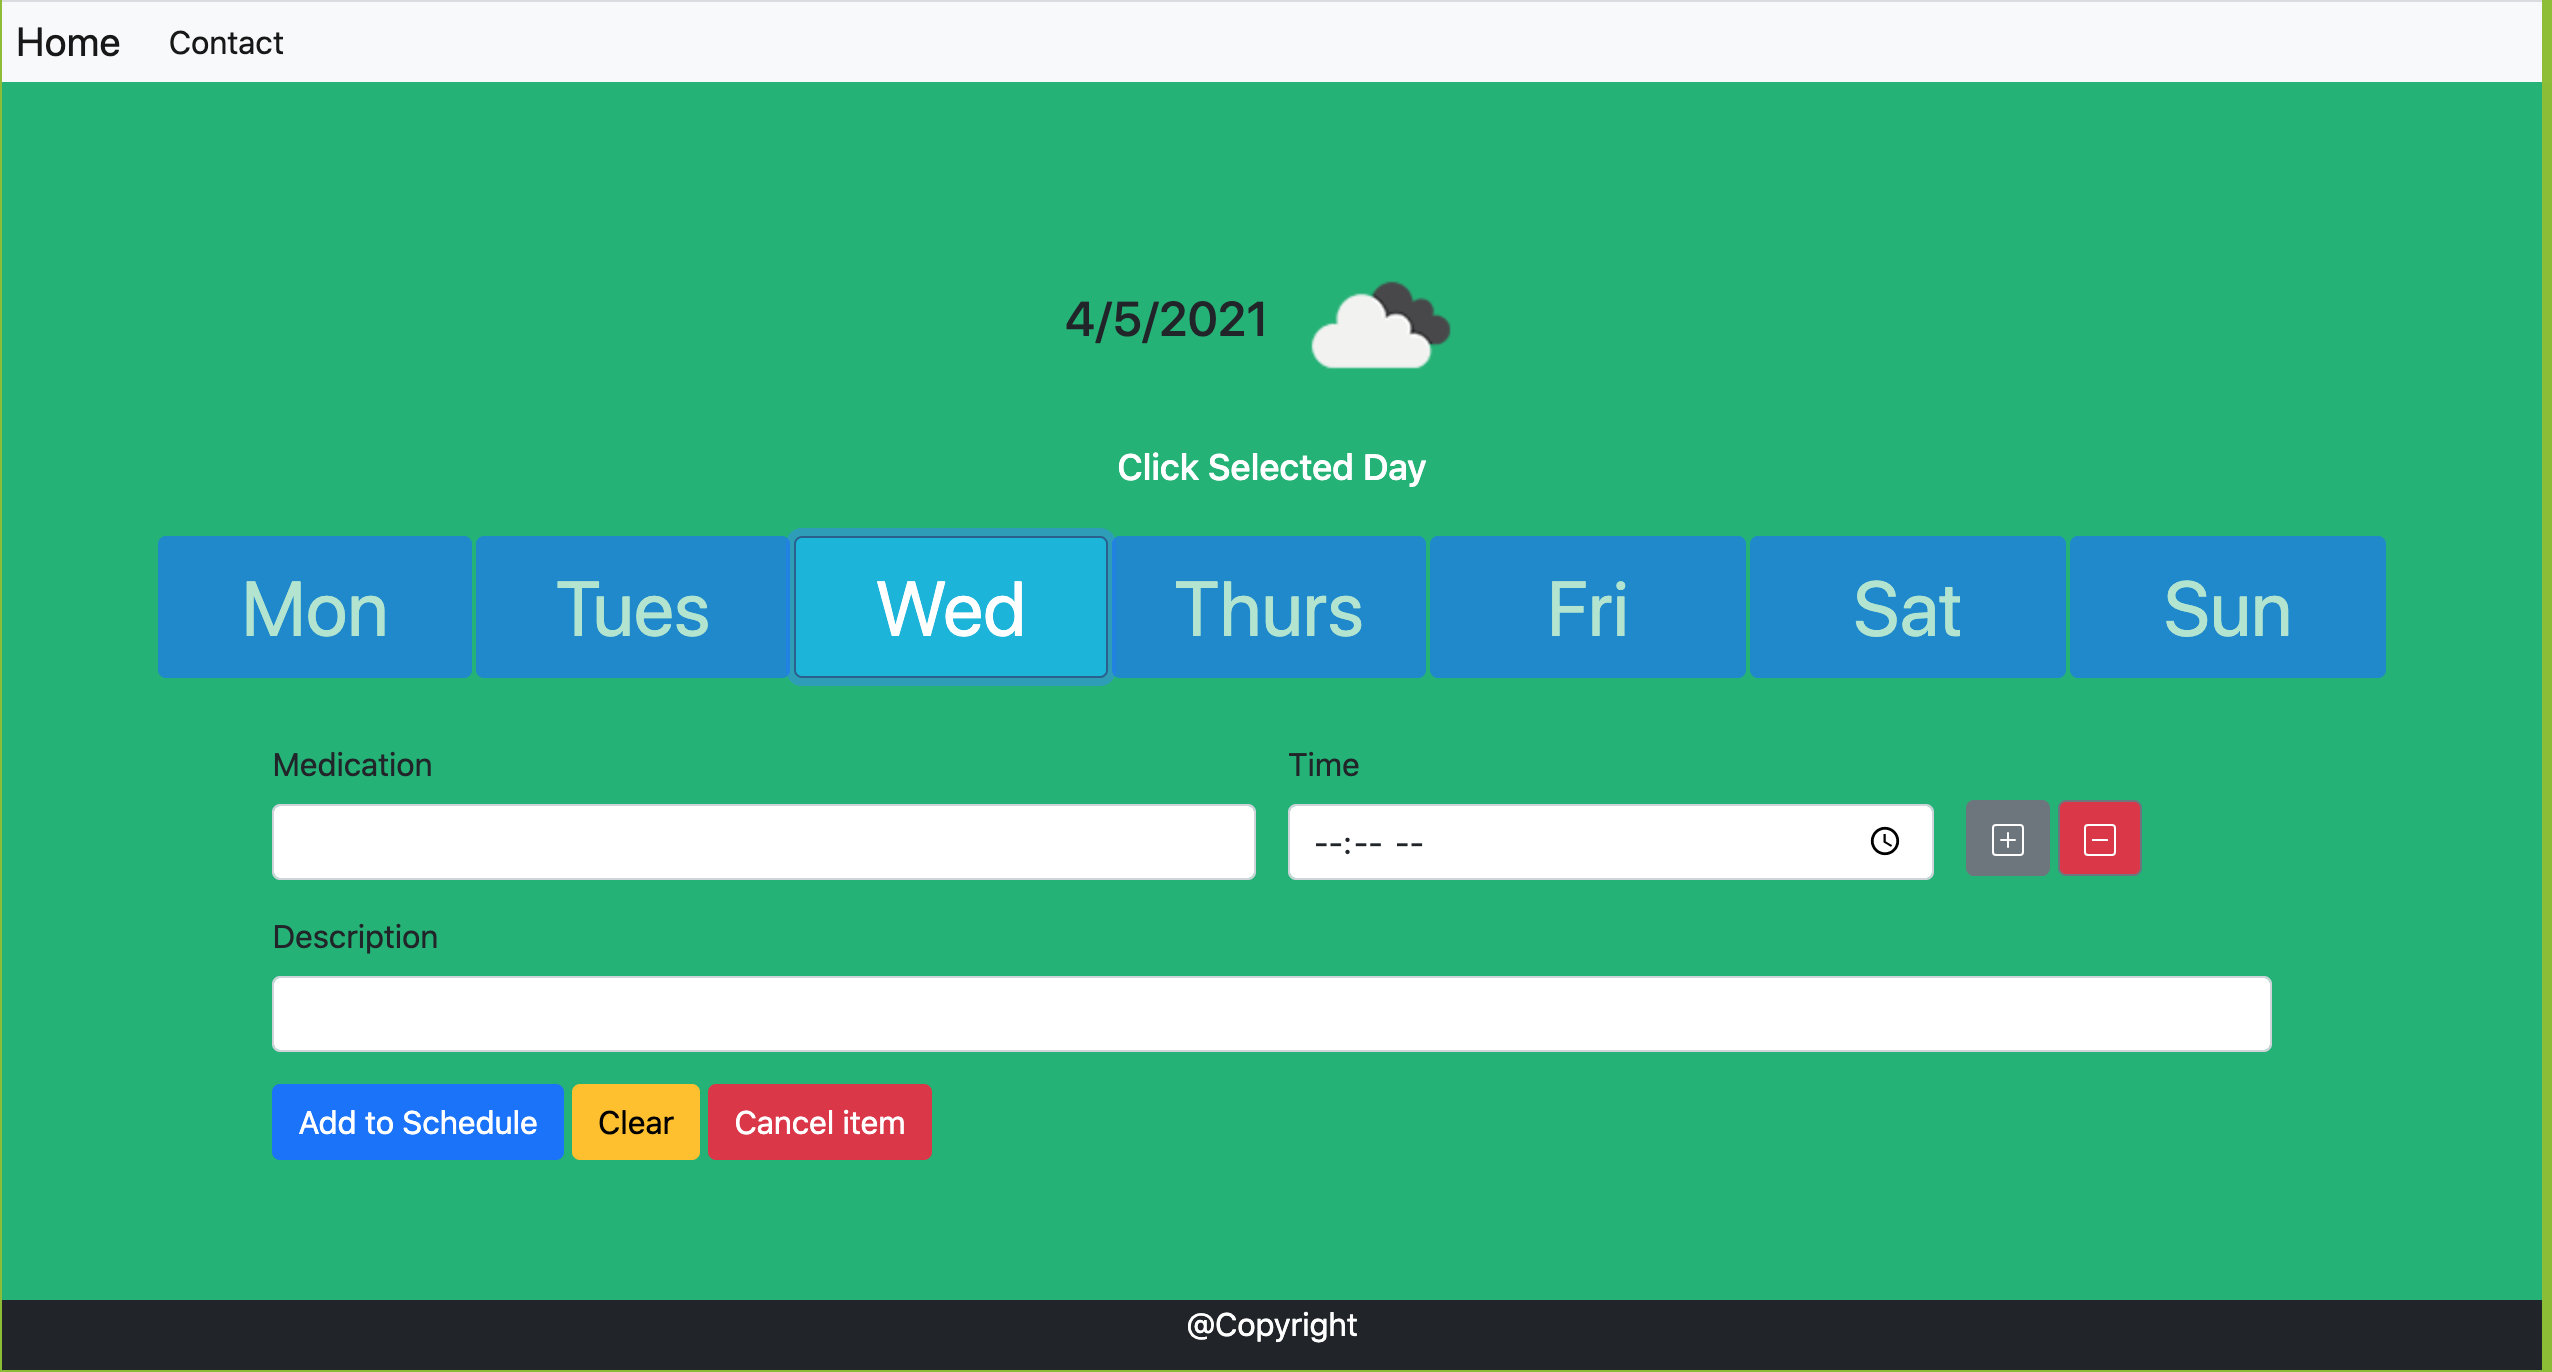 Home Contact
4/5/2021
Click Selected Day
Mon Tues Wed Thurs Fri Sat Sun
Medication Time
--:-- --
Description
Add to Schedule Clear Cancel item
@Copyright